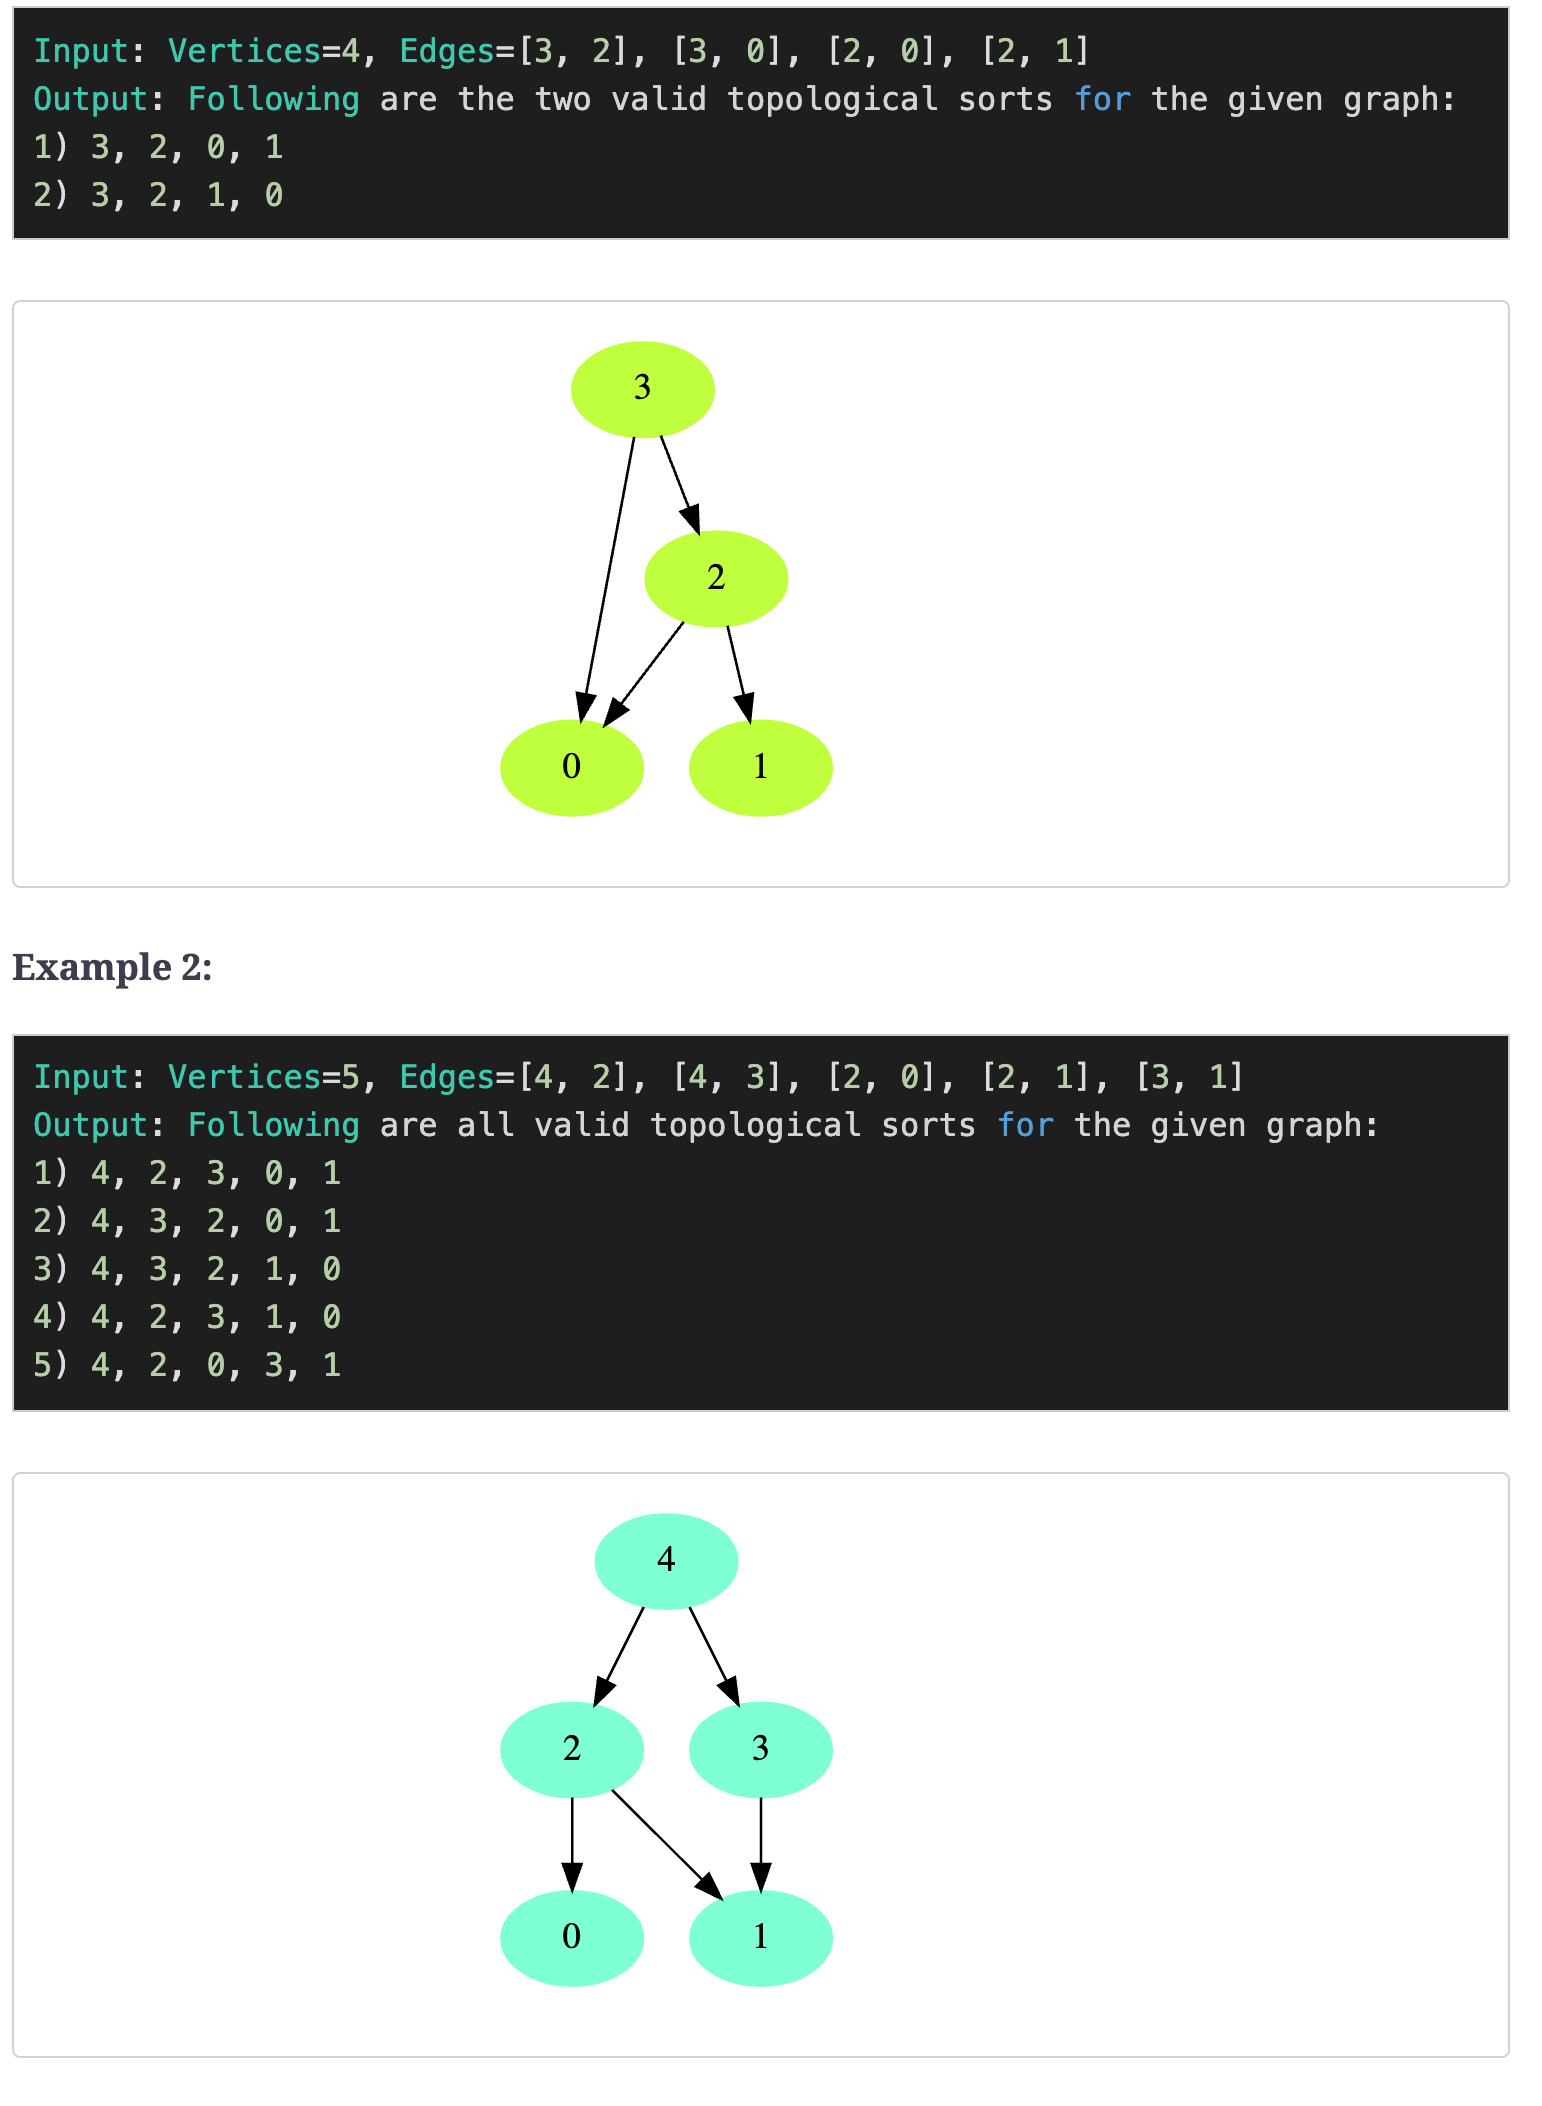 Input: Vertices=4, Edges=[3, 2], [3, 0], [2, 0], [2, 1]
Output: Following are the two valid topological sorts for the given graph:
1) 3, 2, 0, 1
2) 3, 2, 1, 0
3
2
0 1
Example 2:
Input: Vertices=5, Edges=[4, 2], [4, 3], [2, 0], [2, 1], [3, 1]
Output: Following are all valid topological sorts for the given graph:
1) 4, 2, 3, 0, 1
2) 4, 3, 2, 0, 1
3) 4, 3, 2, 1, 0
4) 4, 2, 3, 1, 0
5) 4, 2, 0, 3, 1
4
2 3
0 1